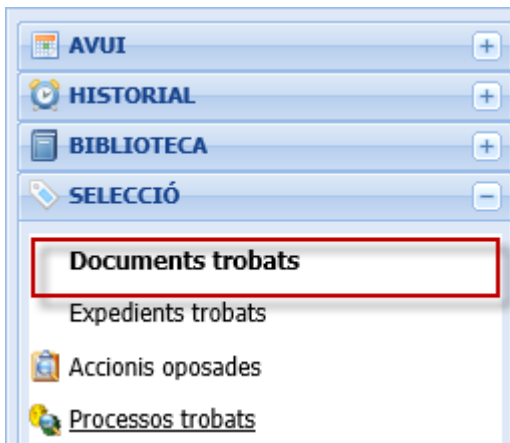 AVUI
HISTORIAL
BIBLIOTECA
SELECCIÓ
Documents trobats
Expedients trobats
Accionis oposades
Processos trobats